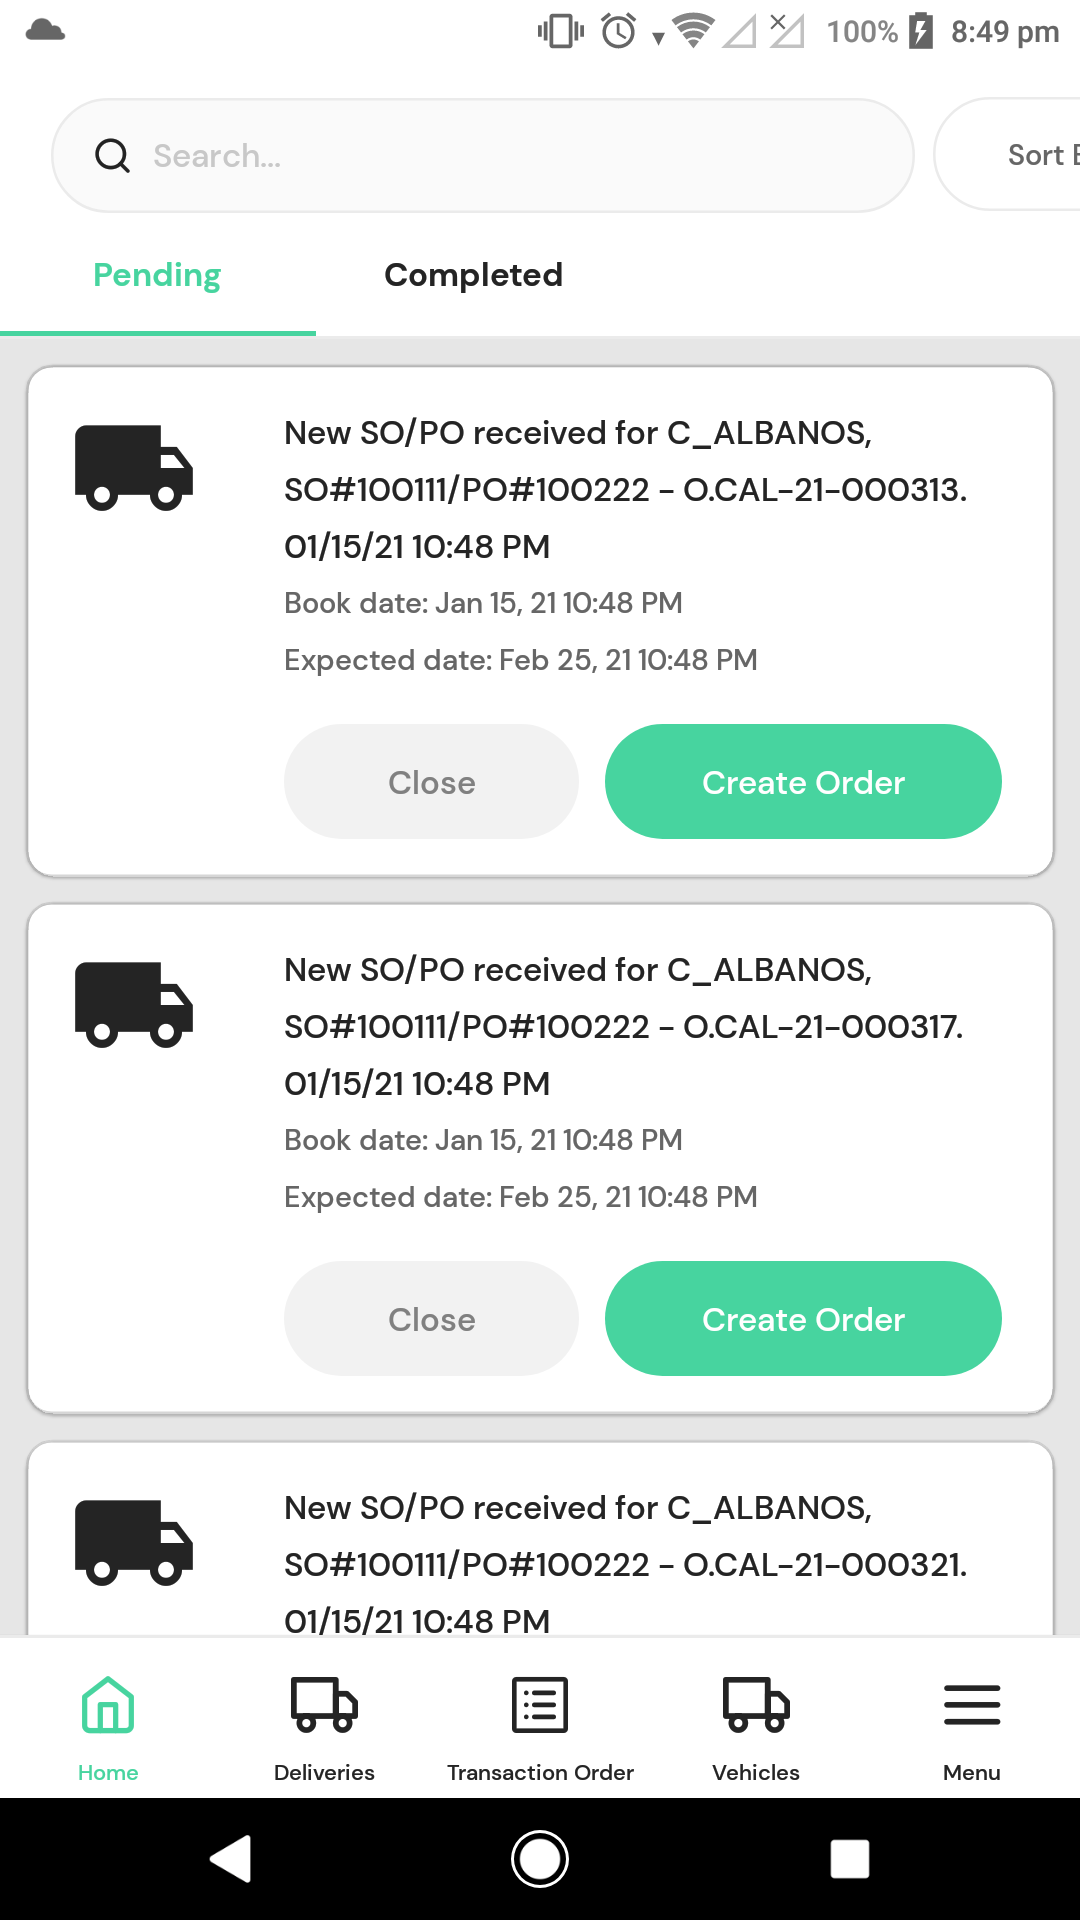 100% 8:49 pm
Search...
Sort
Pending
Completed
New SO/PO received for C_ALBANOS,
SO#100111/PO#100222 - O.CAL-21-000313.
01/15/21 10:48 PM
Book date: Jan 15, 21 10:48 PM
Expected date: Feb 25, 21 10:48 PM
Close
Create Order
New SO/PO received for C_ALBANOS,
SO#100111/PO#100222 - O.CAL-21-000317.
01/15/21 10:48 PM
Book date: Jan 15, 21 10:48 PM
Expected date: Feb 25, 21 10:48 PM
Close
Create Order
New SO/PO received for C_ALBANOS,
SO#100111/PO#100222 - O.CAL-21-000321.
01/15/21 10:48 PM
Home
Deliveries
Transaction Order
Vehicles
Menu